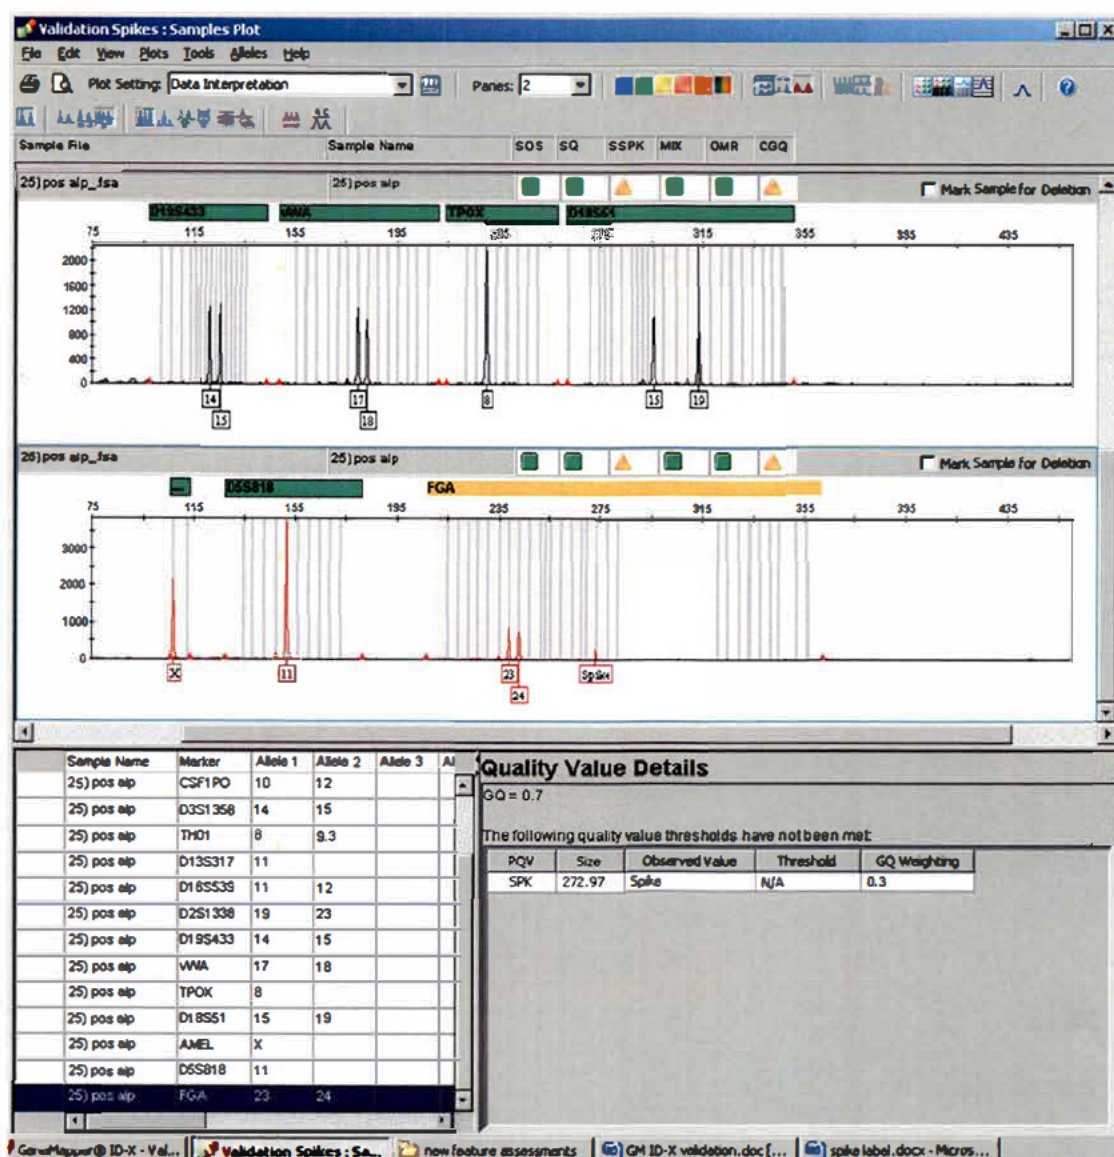 Validation Spikes : Samples Plot
File Edit View Plots Tools Alleles Help
Plot Setting: Data Interpretation Panes: 2
Sample File Sample Name SOS SQ SSPK MIX OMR CGQ
25)pos alp_.fsa 25)pos alp Mark Sample for Deletion
D19S433 vWA TPOX D18S51
75 115 155 195 235 275 315 355 395 435
2000
1600
1200
800
400
0
14 17 8 15 19
15 18
25)pos alp_.fsa 25)pos alp Mark Sample for Deletion
D5S818 FGA
75 115 155 195 235 275 315 355 395 435
3000
2000
1000
0
X 11 23 Spike
24
Sample Name Marker Allele 1 Allele 2 Allele 3 Al
25) pos alp CSF1PO 10 12
25) pos alp D3S1358 14 15
25) pos alp TH01 8 9.3
25) pos alp D13S317 11
25) pos alp D16S539 11 12
25) pos alp D2S1338 19 23
25) pos alp D19S433 14 15
25) pos alp vWA 17 18
25) pos alp TPOX 8
25) pos alp D18S51 15 19
25) pos alp AMEL X
25) pos alp D5S818 11
25) pos alp FGA 23 24
Quality Value Details
GQ = 0.7
The following quality value thresholds have not been met:
PQV Size Observed Value Threshold GQ Weighting
SPK 272.97 Spike N/A 0.3
GeneMapper® ID-X - Val... Validation Spikes : Sa... new feature assessments GM ID-X validation.doc [... spike label.docx - Micros...